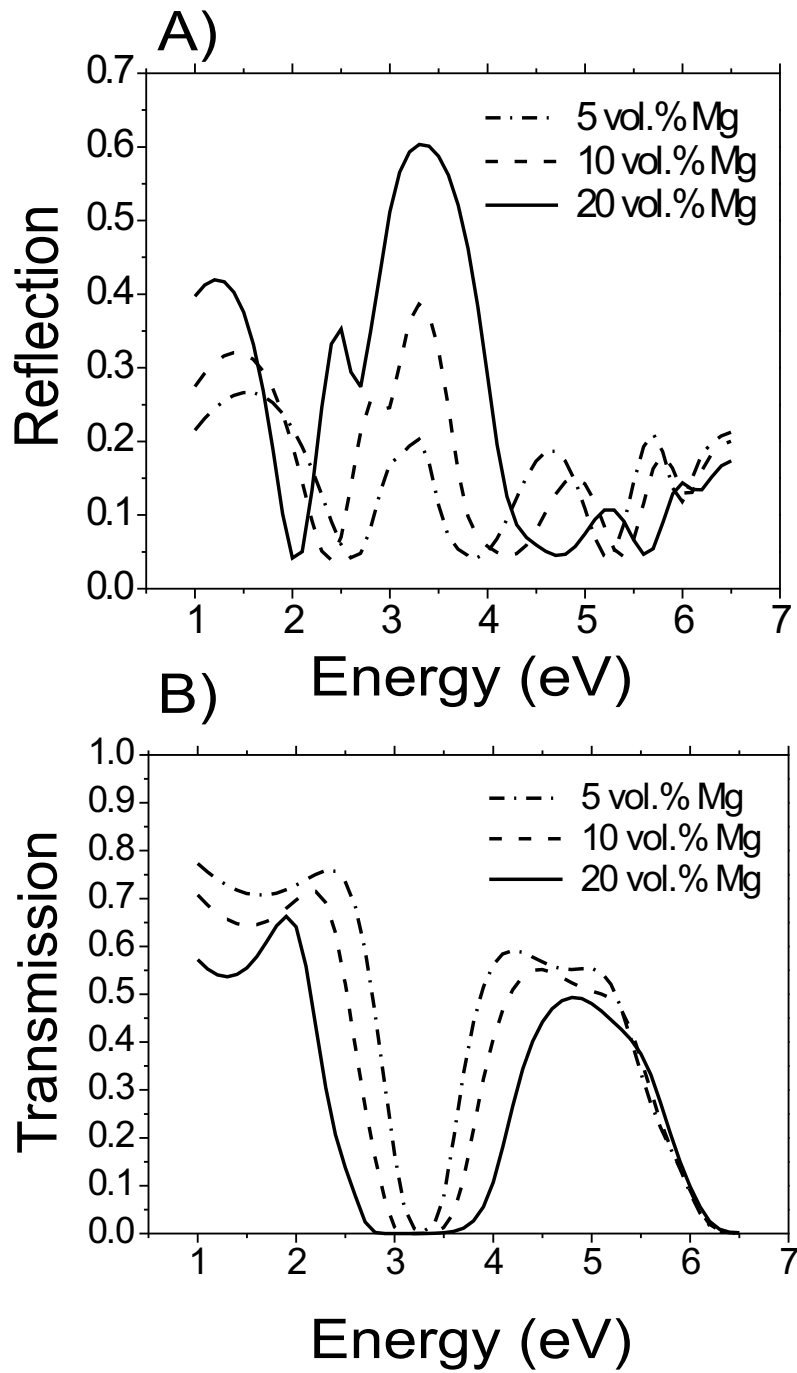 A)
0.7
0.6
0.5
0.4
0.3
0.2
0.1
0.0
Reflection
5 vol.% Mg
10 vol.% Mg
20 vol.% Mg
1 2 3 4 5 6 7
Energy (eV)
B)
1.0
0.9
0.8
0.7
0.6
0.5
0.4
0.3
0.2
0.1
0.0
Transmission
5 vol.% Mg
10 vol.% Mg
20 vol.% Mg
1 2 3 4 5 6 7
Energy (eV)